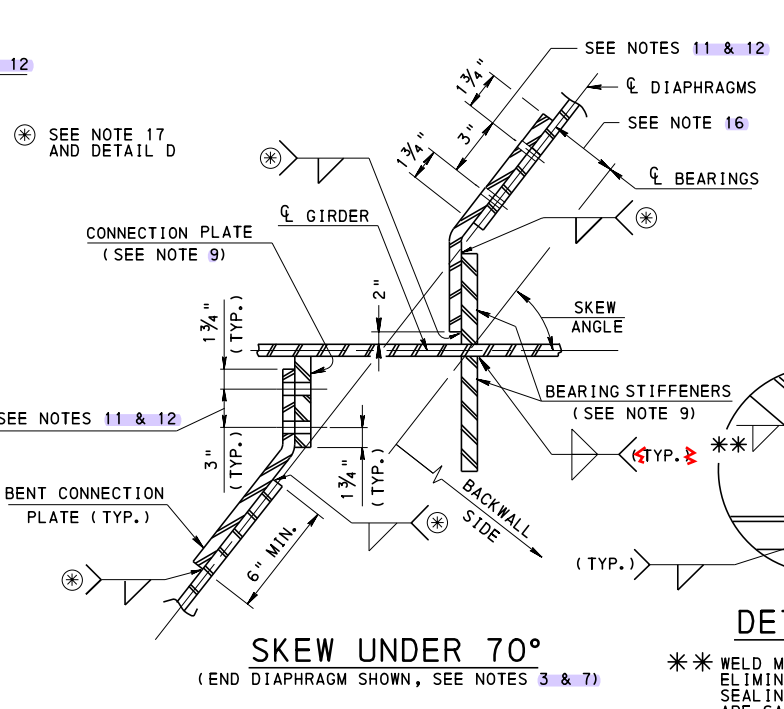 12
SEE NOTES 11 & 12
℄ DIAPHRAGMS
SEE NOTE 16
℄ BEARINGS
1¾"
3"
1¾"
✱ SEE NOTE 17
AND DETAIL D
✱
✱
℄ GIRDER
CONNECTION PLATE
(SEE NOTE 9)
2"
1¾"
(TYP.)
SKEW
ANGLE
BEARING STIFFENERS
(SEE NOTE 9)
SEE NOTES 11 & 12
3"
(TYP.)
1¾"
(TYP.)
(TYP.)
✱✱
BENT CONNECTION
PLATE (TYP.)
BACKWALL
SIDE
✱
6" MIN.
✱
(TYP.)
SKEW UNDER 70°
(END DIAPHRAGM SHOWN, SEE NOTES 3 & 7)
✱✱ WELD
SEALIN